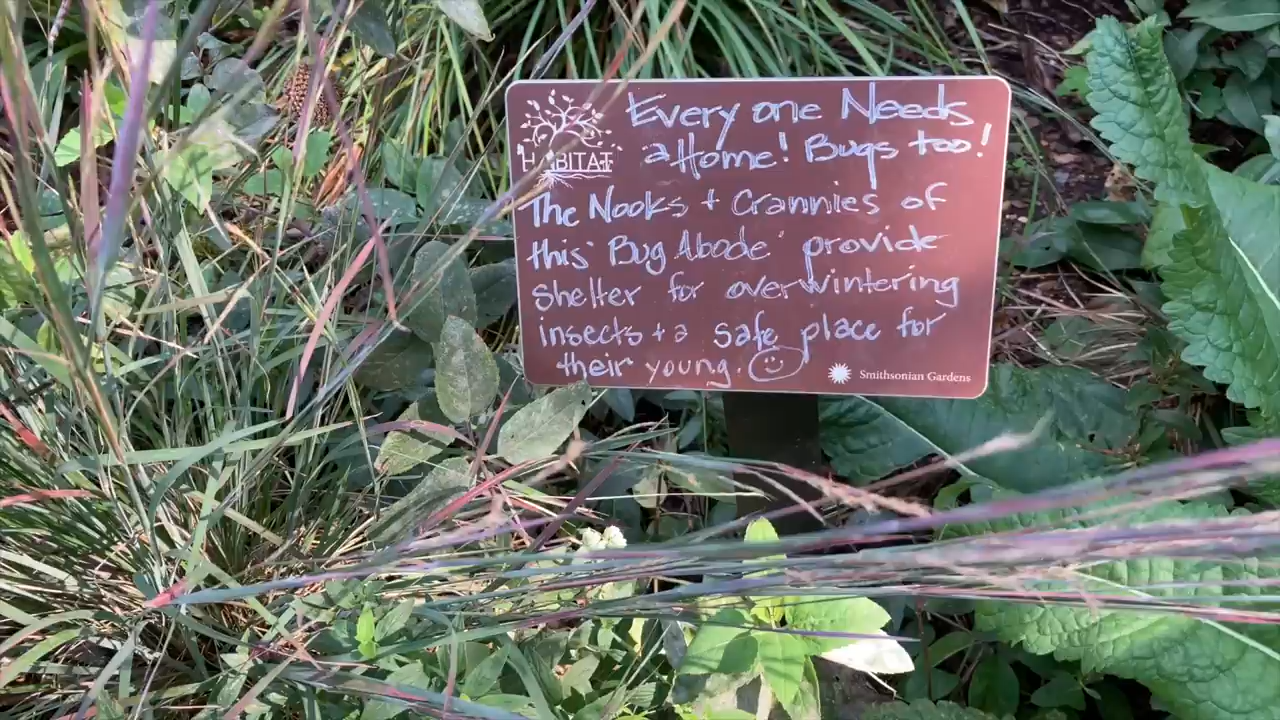 HABITAT
Every one Needs
a Home! Bugs too!
The Nooks + Crannies of
this "Bug Abode" provide
shelter for overwintering
insects + a safe place for
their young.
Smithsonian Gardens